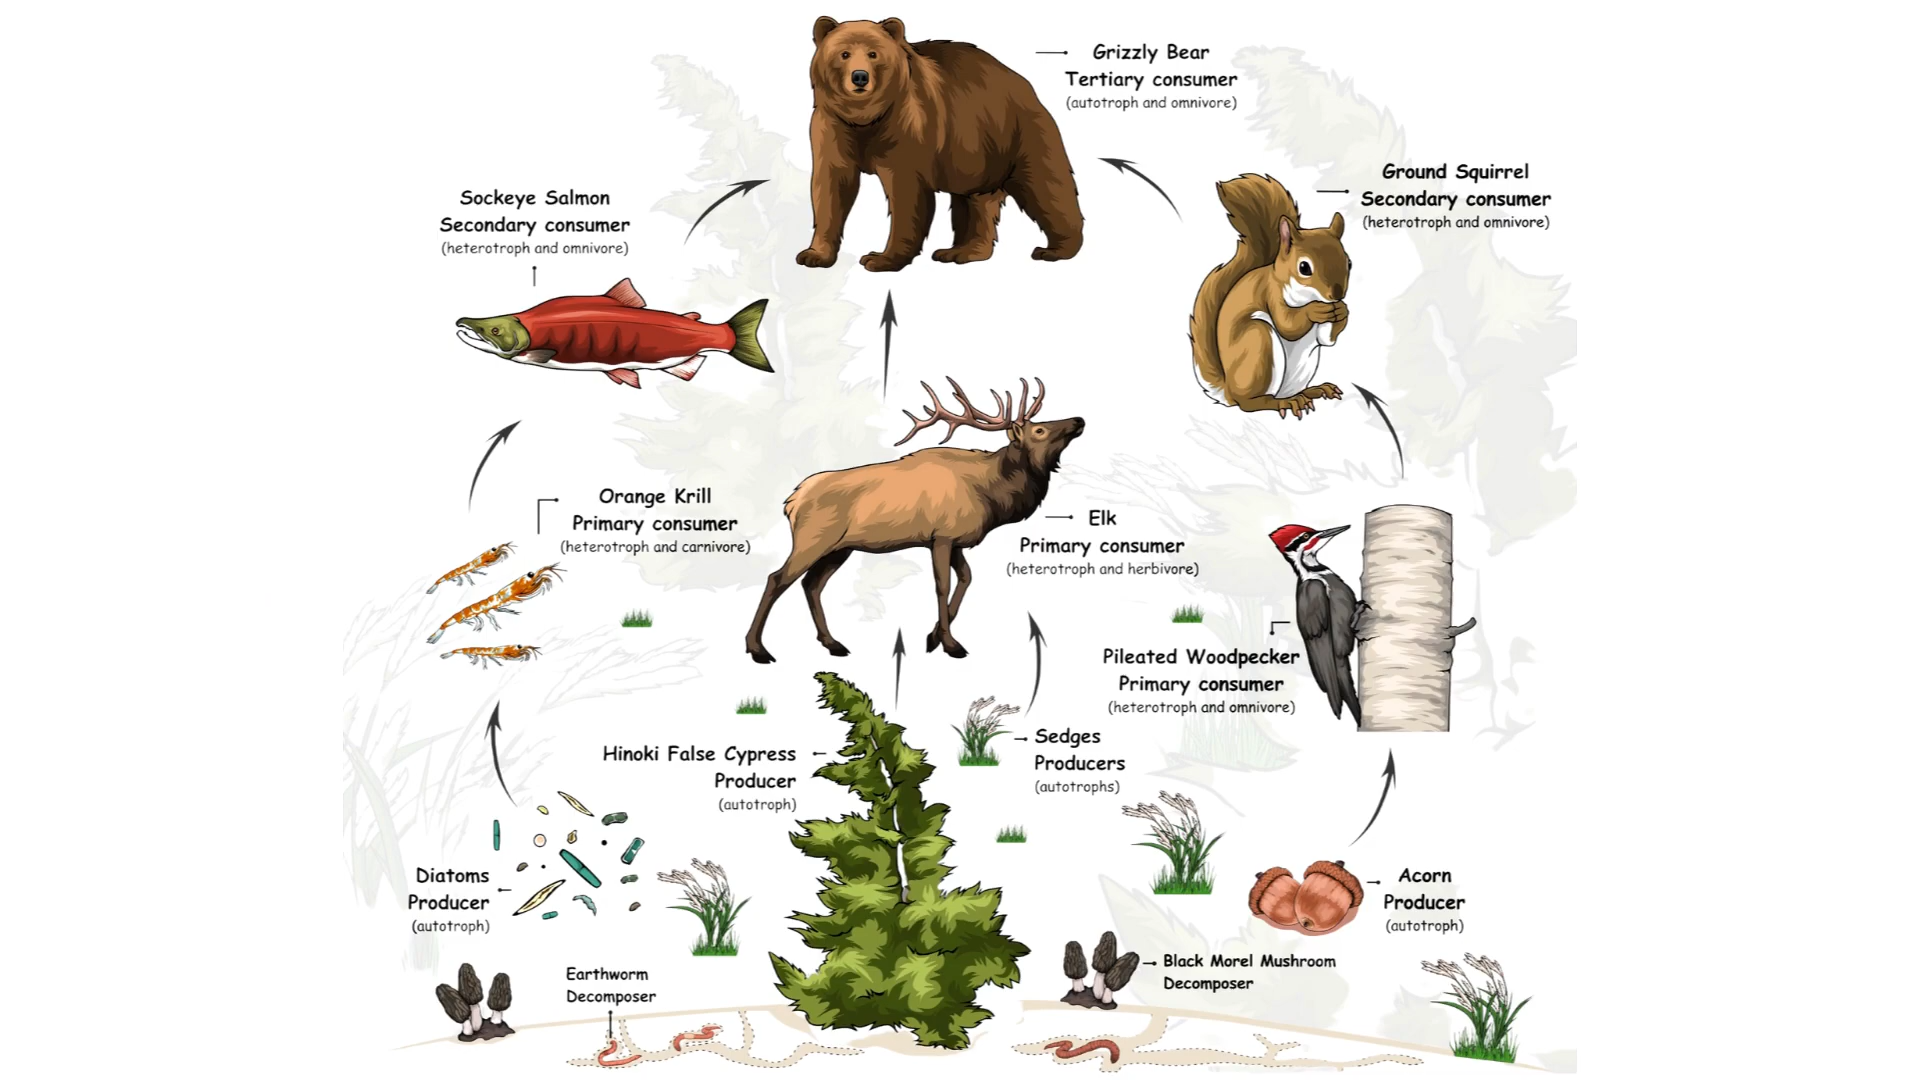 Grizzly Bear
Tertiary consumer
(autotroph and omnivore)
Ground Squirrel
Secondary consumer
(heterotroph and omnivore)
Sockeye Salmon
Secondary consumer
(heterotroph and omnivore)
Orange Krill
Primary consumer
(heterotroph and carnivore)
Elk
Primary consumer
(heterotroph and herbivore)
Pileated Woodpecker
Primary consumer
(heterotroph and omnivore)
Hinoki False Cypress
Producer
(autotroph)
Sedges
Producers
(autotrophs)
Diatoms
Producer
(autotroph)
Acorn
Producer
(autotroph)
Earthworm
Decomposer
Black Morel Mushroom
Decomposer